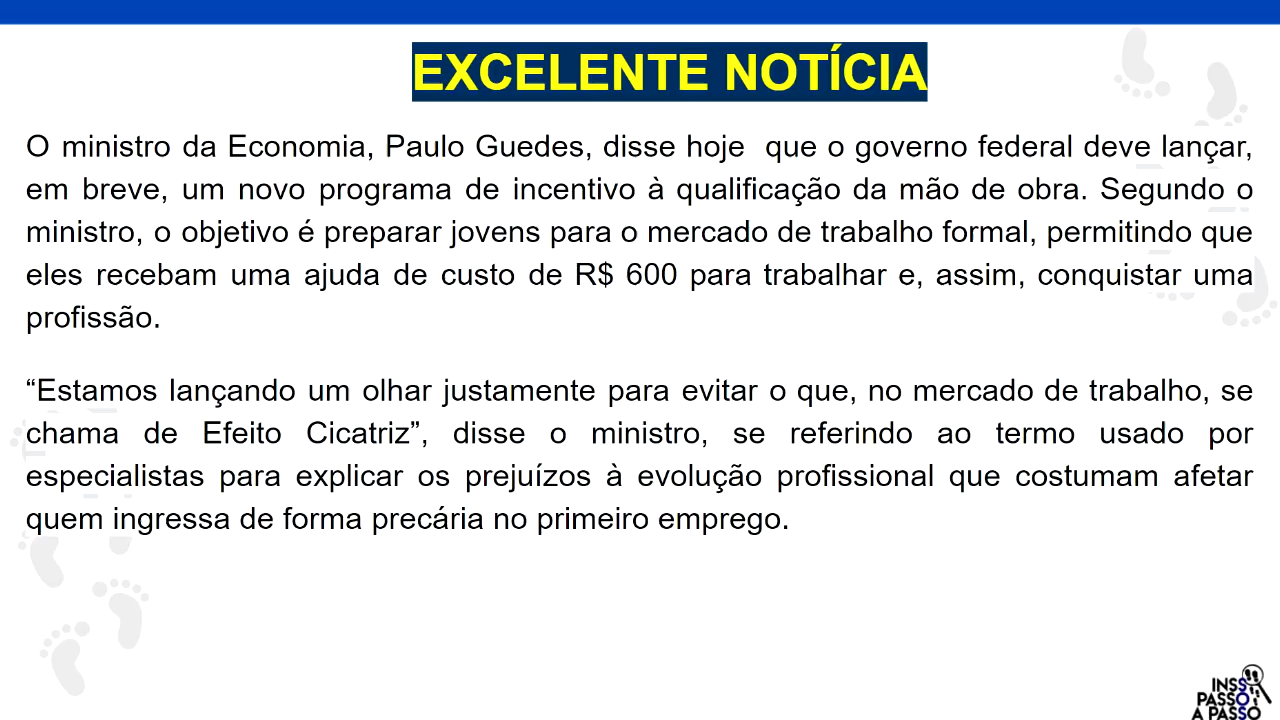 EXCELENTE NOTÍCIA
O ministro da Economia, Paulo Guedes, disse hoje  que o governo federal deve lançar,
em breve, um novo programa de incentivo à qualificação da mão de obra. Segundo o
ministro, o objetivo é preparar jovens para o mercado de trabalho formal, permitindo que
eles recebam uma ajuda de custo de R$ 600 para trabalhar e, assim, conquistar uma
profissão.
“Estamos lançando um olhar justamente para evitar o que, no mercado de trabalho, se
chama de Efeito Cicatriz”, disse o ministro, se referindo ao termo usado por
especialistas para explicar os prejuízos à evolução profissional que costumam afetar
quem ingressa de forma precária no primeiro emprego.
INSS
PASSO
A PASSO